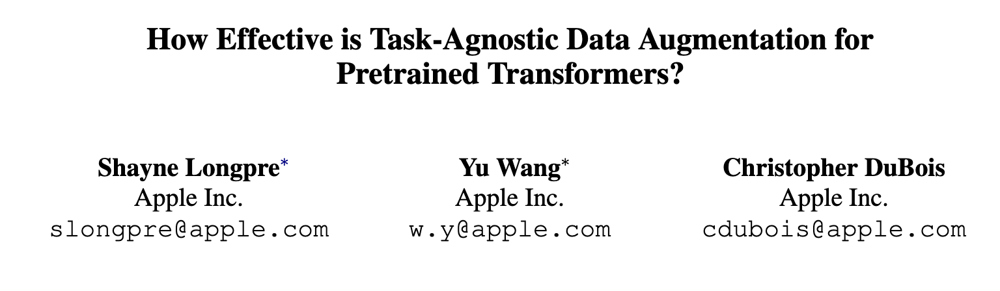 How Effective is Task-Agnostic Data Augmentation for
Pretrained Transformers?
Shayne Longpre* Yu Wang* Christopher DuBois
Apple Inc. Apple Inc. Apple Inc.
slongpre@apple.com w.y@apple.com cdubois@apple.com